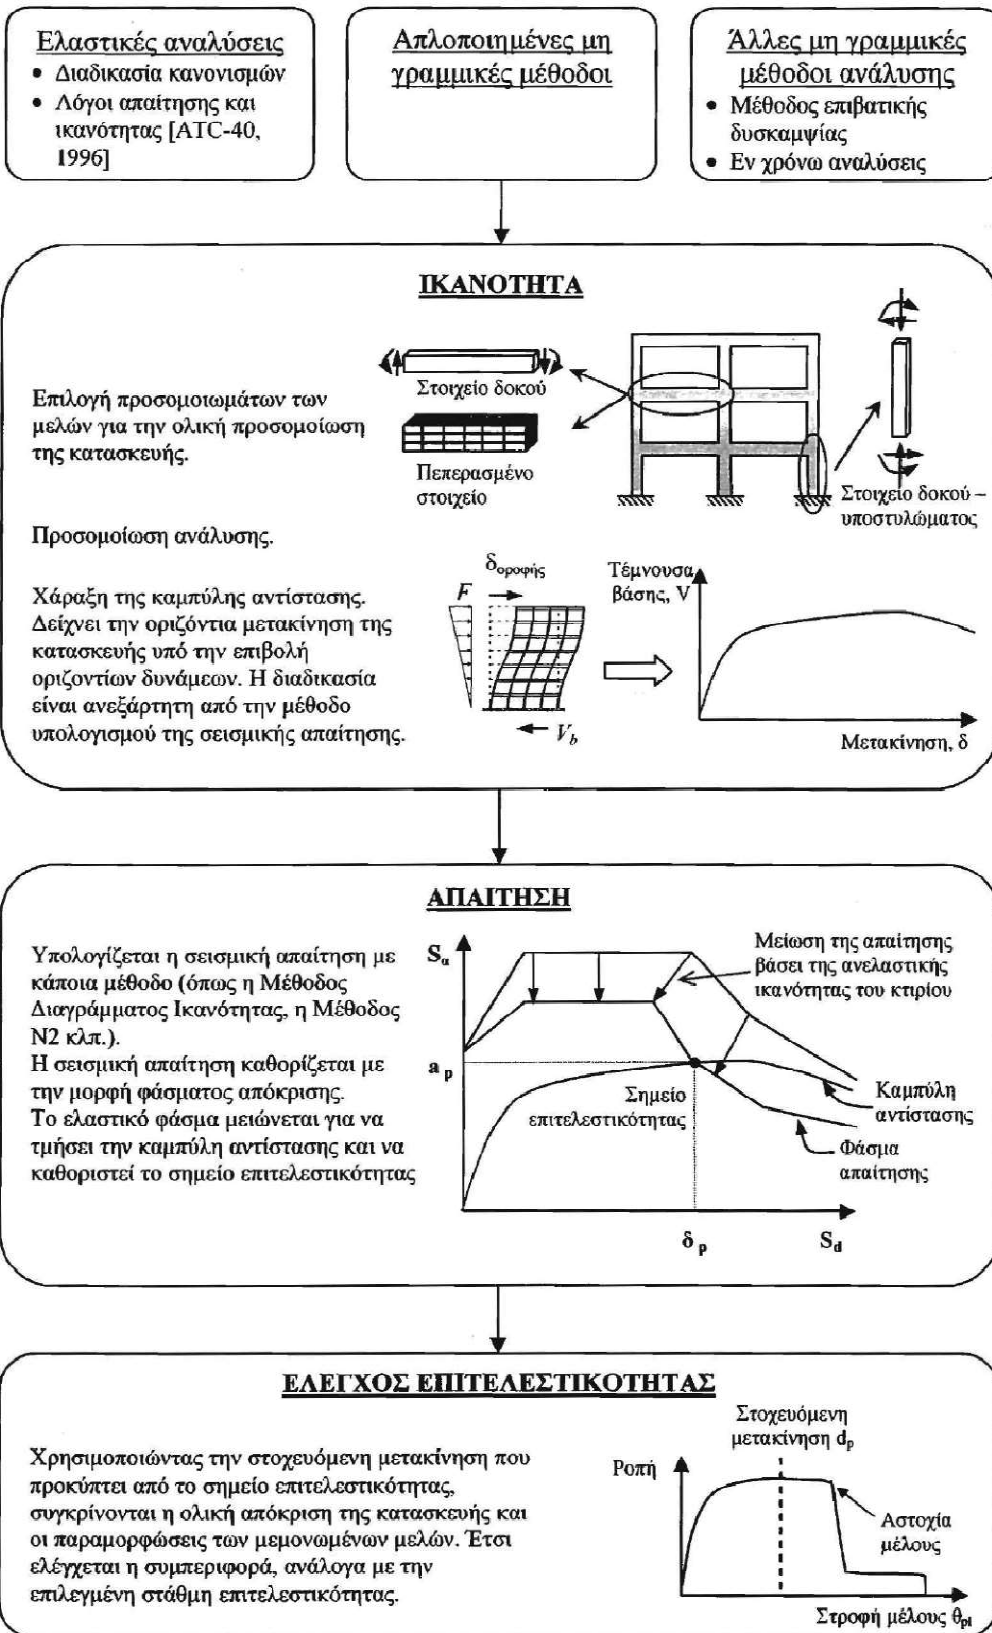 Ελαστικές αναλύσεις
• Διαδικασία κανονισμών
• Λόγοι απαίτησης και
ικανότητας [ATC-40,
1996]
Απλοποιημένες μη
γραμμικές μέθοδοι
Άλλες μη γραμμικές
μέθοδοι ανάλυσης
• Μέθοδος επιβατικής
δυσκαμψίας
• Εν χρόνω αναλύσεις
ΙΚΑΝΟΤΗΤΑ
Επιλογή προσομοιωμάτων των
μελών για την ολική προσομοίωση
της κατασκευής.
Στοιχείο δοκού
Πεπερασμένο
στοιχείο
Στοιχείο δοκού –
υποστυλώματος
Προσομοίωση ανάλυσης.
Χάραξη της καμπύλης αντίστασης.
Δείχνει την οριζόντια μετακίνηση της
κατασκευής υπό την επιβολή
οριζοντίων δυνάμεων. Η διαδικασία
είναι ανεξάρτητη από την μέθοδο
υπολογισμού της σεισμικής απαίτησης.
δοροφής
F
Vb
Τέμνουσα
βάσης, V
Μετακίνηση, δ
ΑΠΑΙΤΗΣΗ
Υπολογίζεται η σεισμική απαίτηση με
κάποια μέθοδο (όπως η Μέθοδος
Διαγράμματος Ικανότητας, η Μέθοδος
N2 κλπ.).
Η σεισμική απαίτηση καθορίζεται με
την μορφή φάσματος απόκρισης.
Το ελαστικό φάσμα μειώνεται για να
τμήσει την καμπύλη αντίστασης και να
καθοριστεί το σημείο επιτελεστικότητας
Sα
a p
Μείωση της απαίτησης
βάσει της ανελαστικής
ικανότητας του κτιρίου
Σημείο
επιτελεστικότητας
Καμπύλη
αντίστασης
Φάσμα
απαίτησης
δ p
Sd
ΕΛΕΓΧΟΣ ΕΠΙΤΕΛΕΣΤΙΚΟΤΗΤΑΣ
Χρησιμοποιώντας την στοχευόμενη μετακίνηση που
προκύπτει από το σημείο επιτελεστικότητας,
συγκρίνονται η ολική απόκριση της κατασκευής και
οι παραμορφώσεις των μεμονωμένων μελών. Έτσι
ελέγχεται η συμπεριφορά, ανάλογα με την
επιλεγμένη στάθμη επιτελεστικότητας.
Στοχευόμενη
μετακίνηση dp
Ροπή
Αστοχία
μέλους
Στροφή μέλους θpl